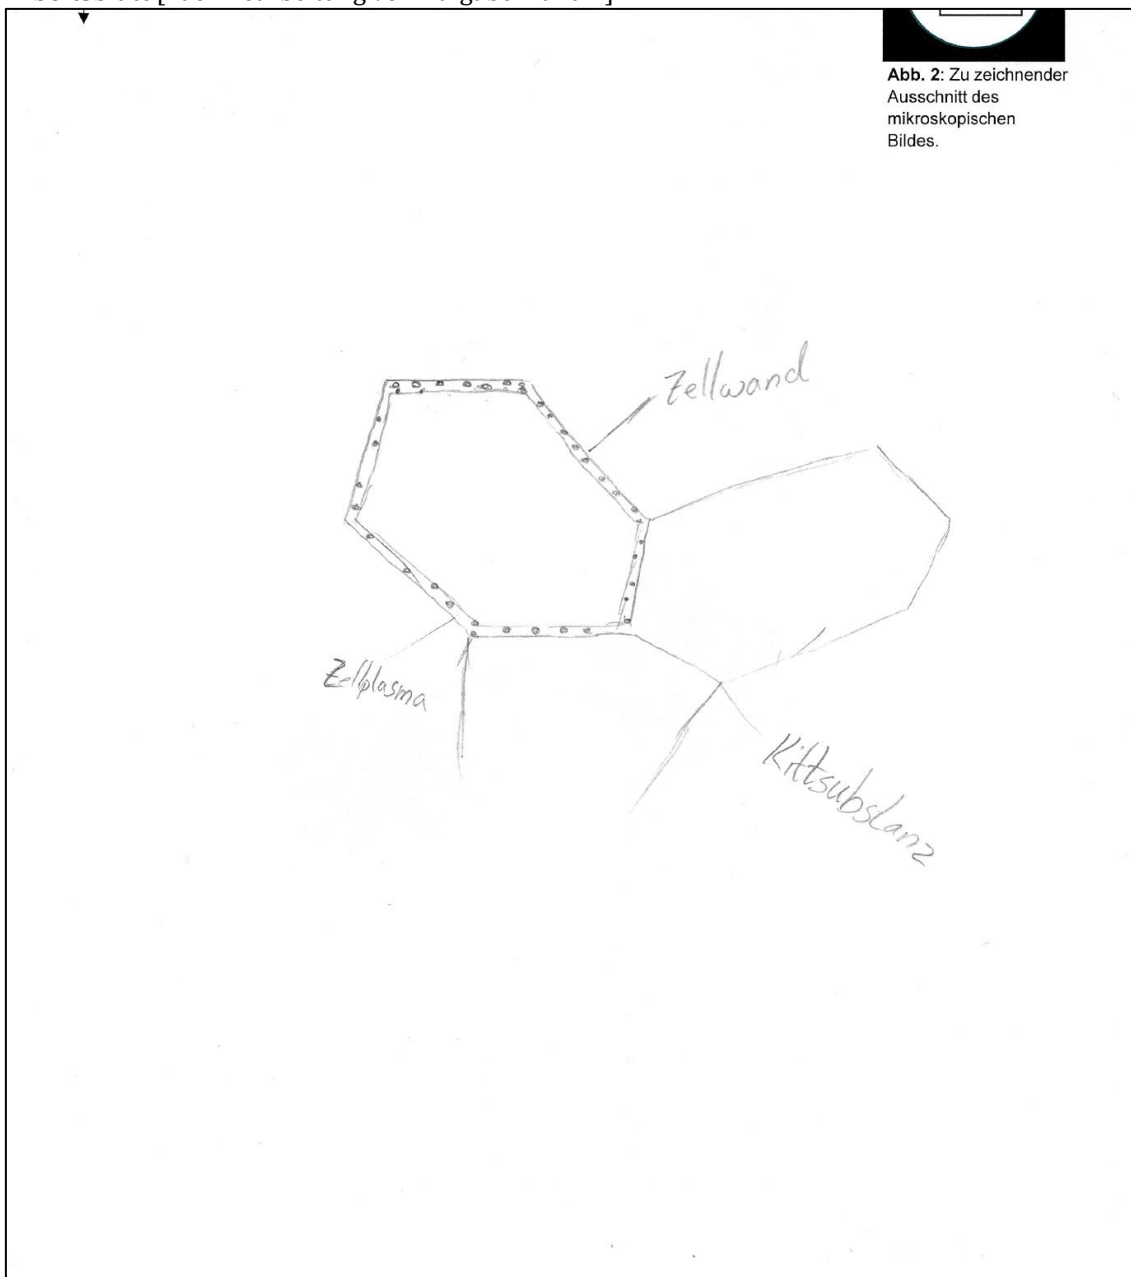 Abb. 2: Zu zeichnender
Ausschnitt des
mikroskopischen
Bildes.
Zellwand
Zellplasma
Kittsubstanz